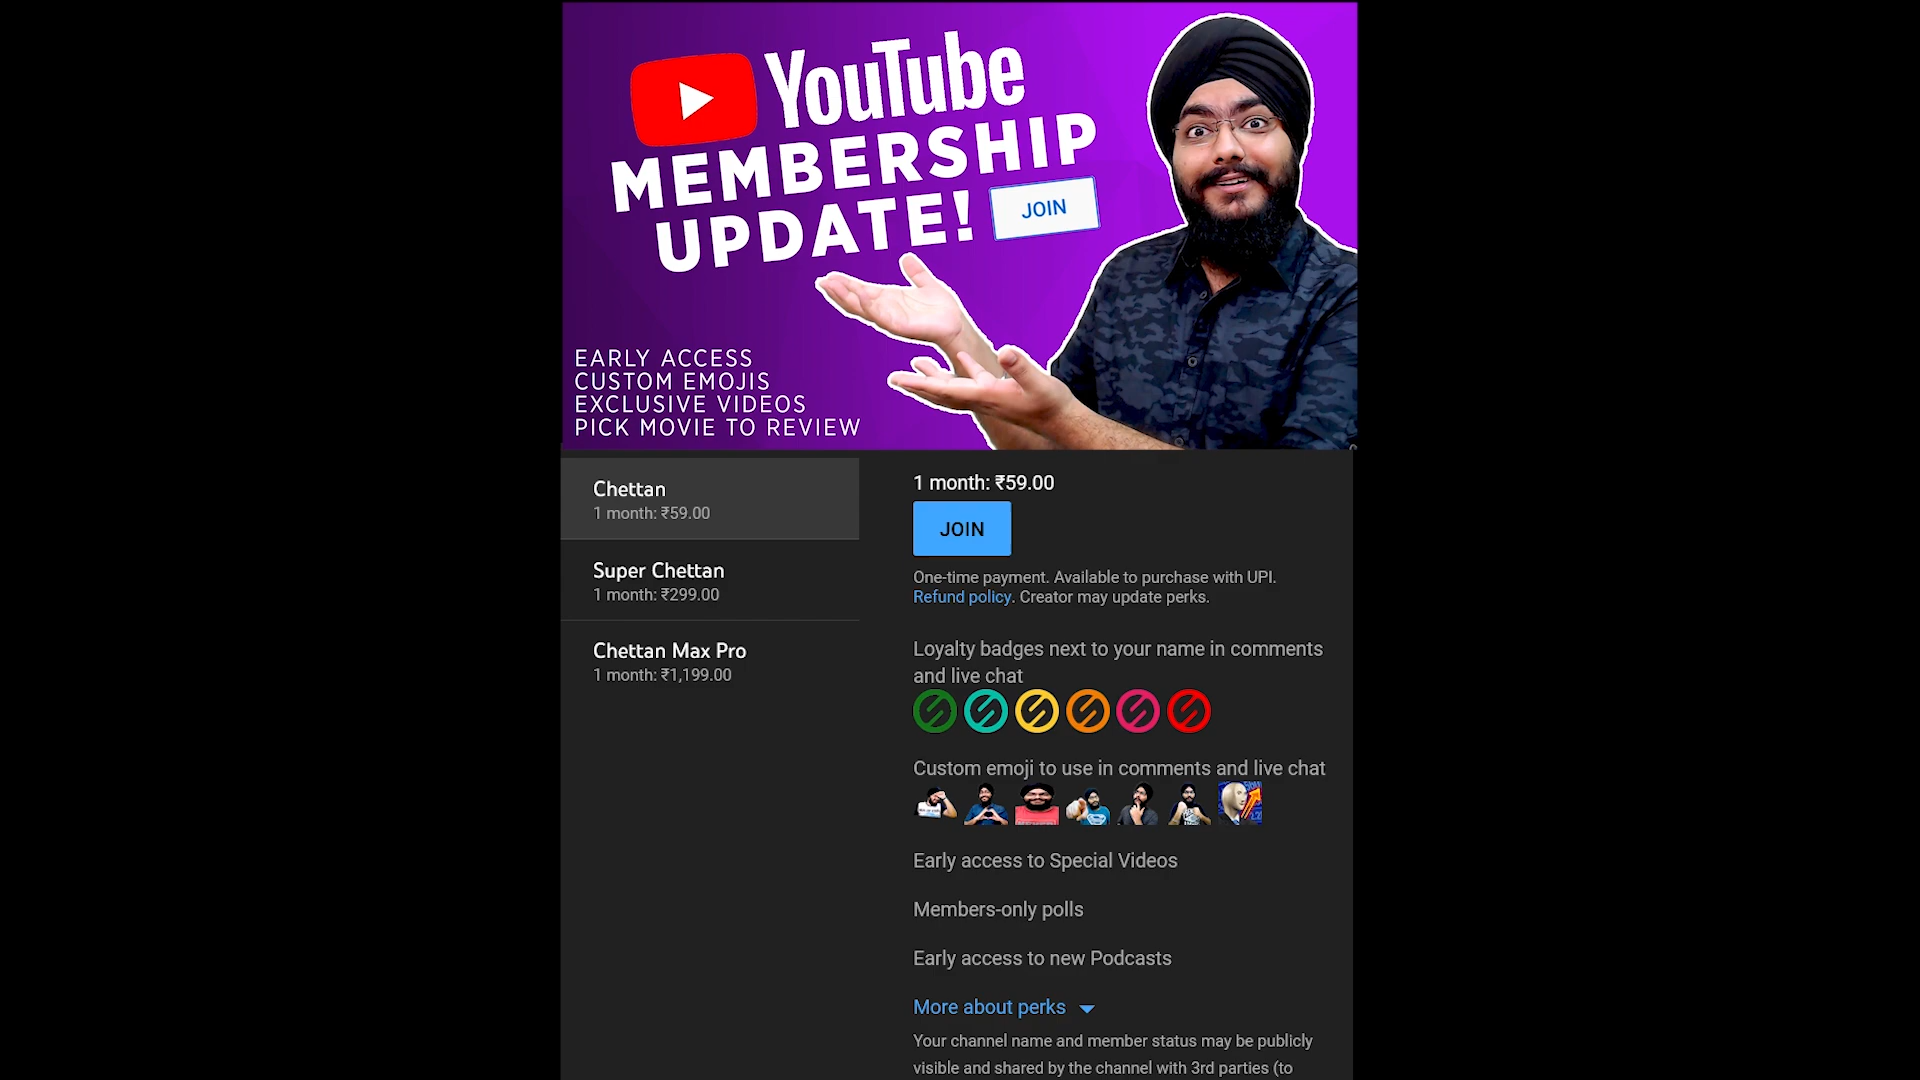 YouTube
MEMBERSHIP
UPDATE!
JOIN
EARLY ACCESS
CUSTOM EMOJIS
EXCLUSIVE VIDEOS
PICK MOVIE TO REVIEW
Chettan
1 month: ₹59.00
Super Chettan
1 month: ₹299.00
Chettan Max Pro
1 month: ₹1,199.00
1 month: ₹59.00
JOIN
One-time payment. Available to purchase with UPI.
Refund policy. Creator may update perks.
Loyalty badges next to your name in comments
and live chat
Custom emoji to use in comments and live chat
Early access to Special Videos
Members-only polls
Early access to new Podcasts
More about perks
Your channel name and member status may be publicly
visible and shared by the channel with 3rd parties (to